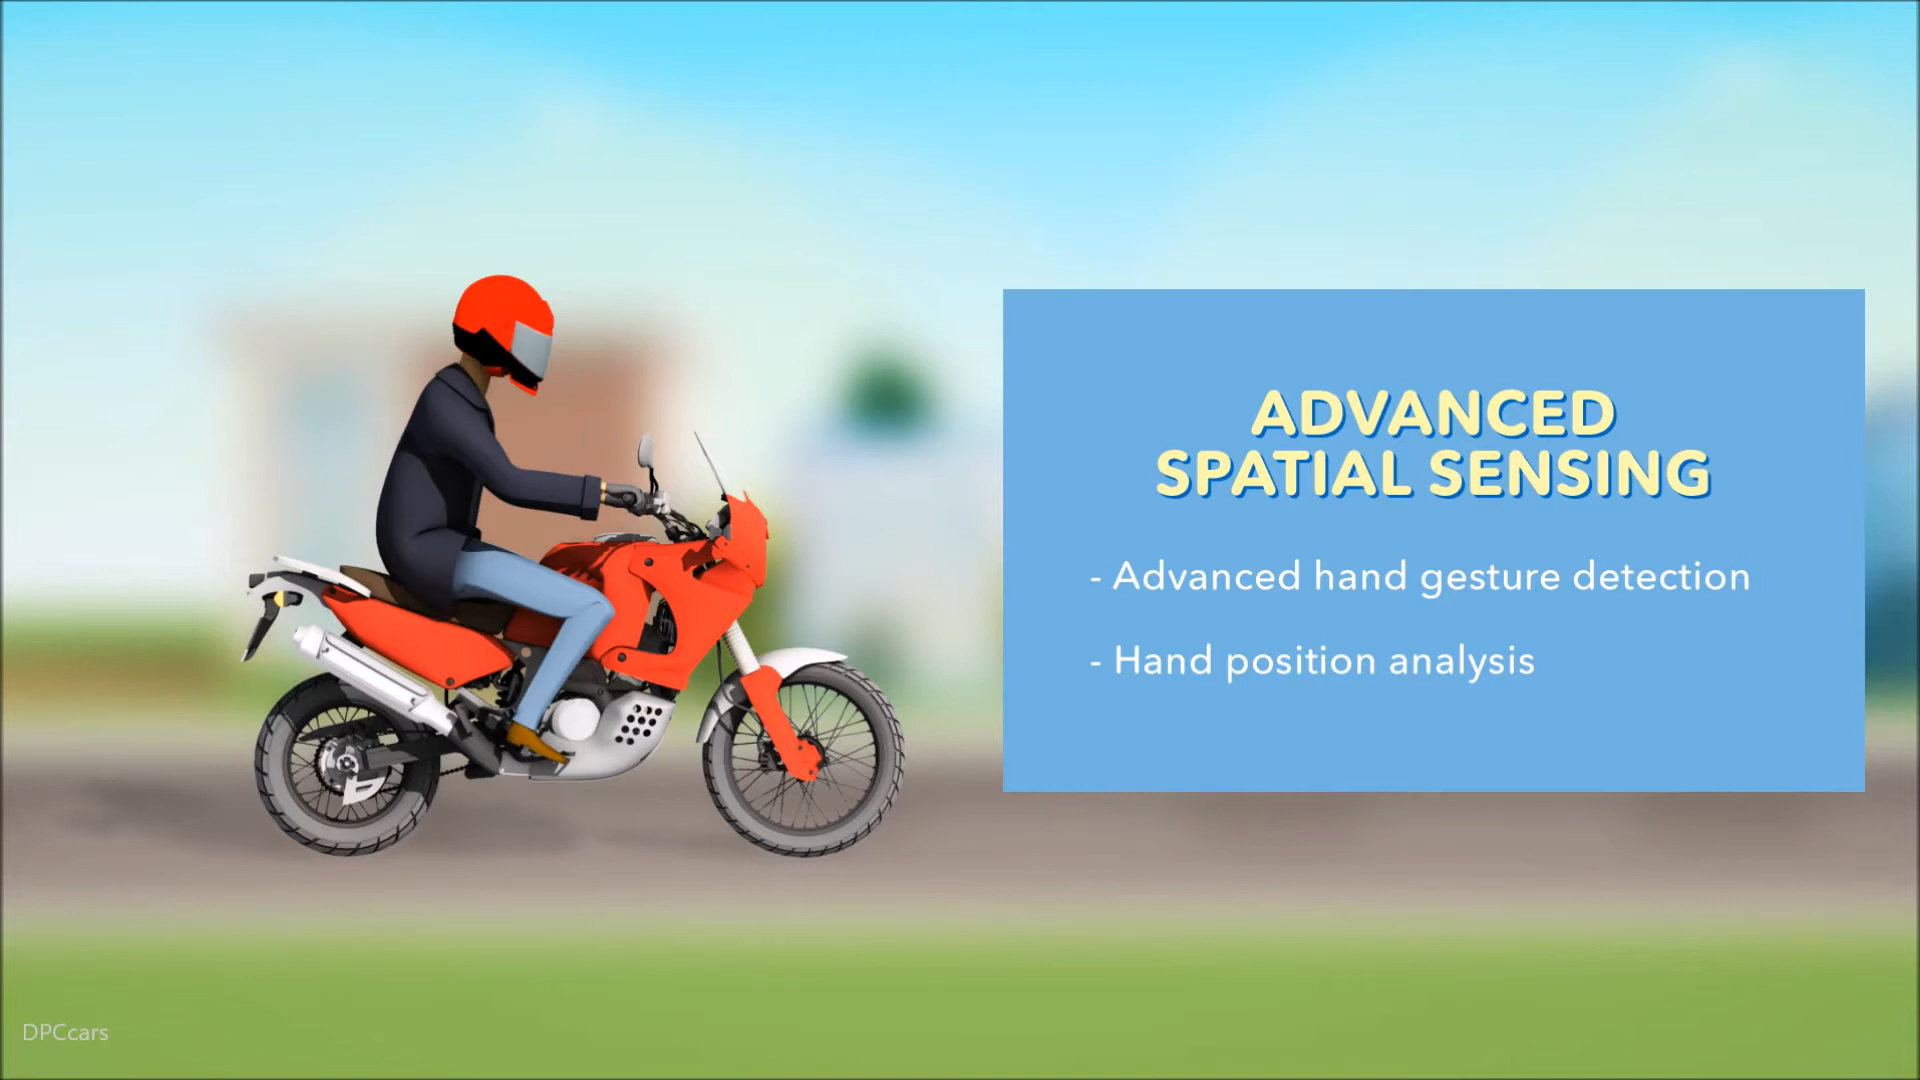 ADVANCED
SPATIAL SENSING
- Advanced hand gesture detection
- Hand position analysis
DPCcars